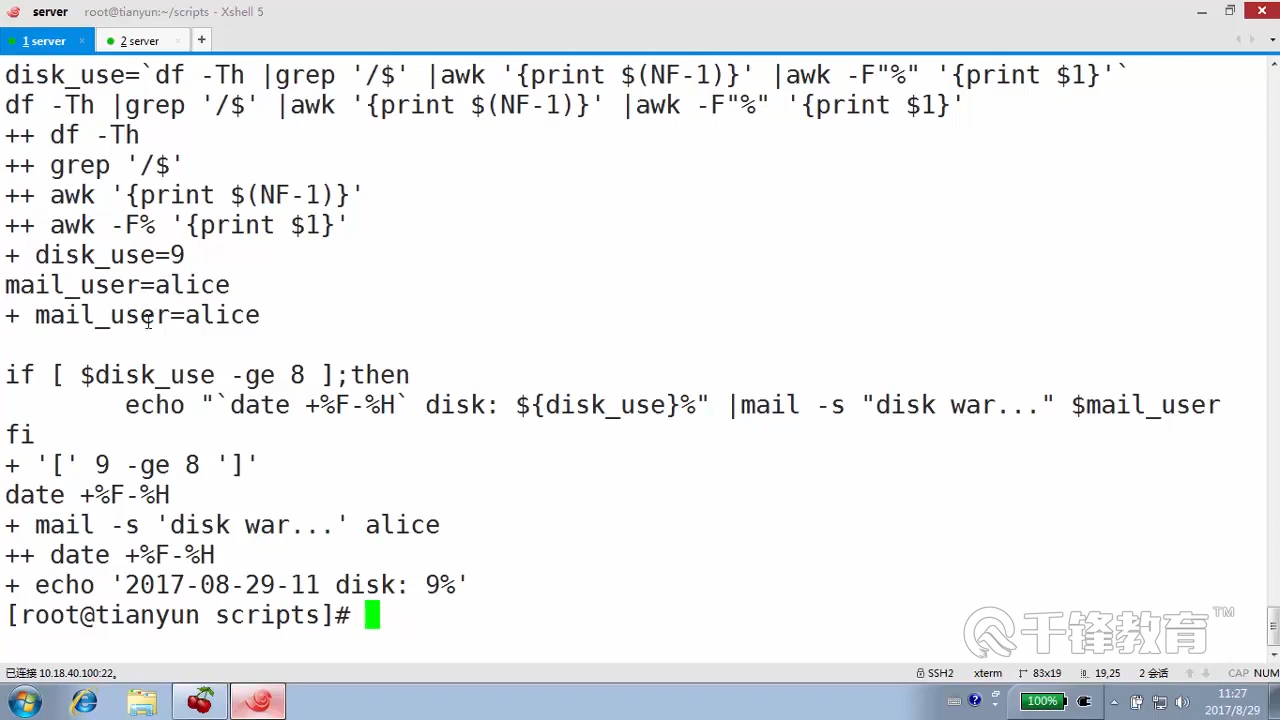 server root@tianyun:~/scripts - Xshell 5
1 server
2 server
disk_use=`df -Th |grep '/$' |awk '{print $(NF-1)}' |awk -F"%" '{print $1}'`
df -Th |grep '/$' |awk '{print $(NF-1)}' |awk -F"%" '{print $1}'
++ df -Th
++ grep '/$'
++ awk '{print $(NF-1)}'
++ awk -F% '{print $1}'
+ disk_use=9
mail_user=alice
+ mail_user=alice
if [ $disk_use -ge 8 ];then
echo "`date +%F-%H` disk: ${disk_use}%" |mail -s "disk war..." $mail_user
fi
+ '[' 9 -ge 8 ']'
date +%F-%H
+ mail -s 'disk war...' alice
++ date +%F-%H
+ echo '2017-08-29-11 disk: 9%'
[root@tianyun scripts]#
千锋教育™
已连接 10.18.40.100:22。
SSH2 xterm 83x19 19,25 2 会话 CAP NUM
100%
11:27
2017/8/29